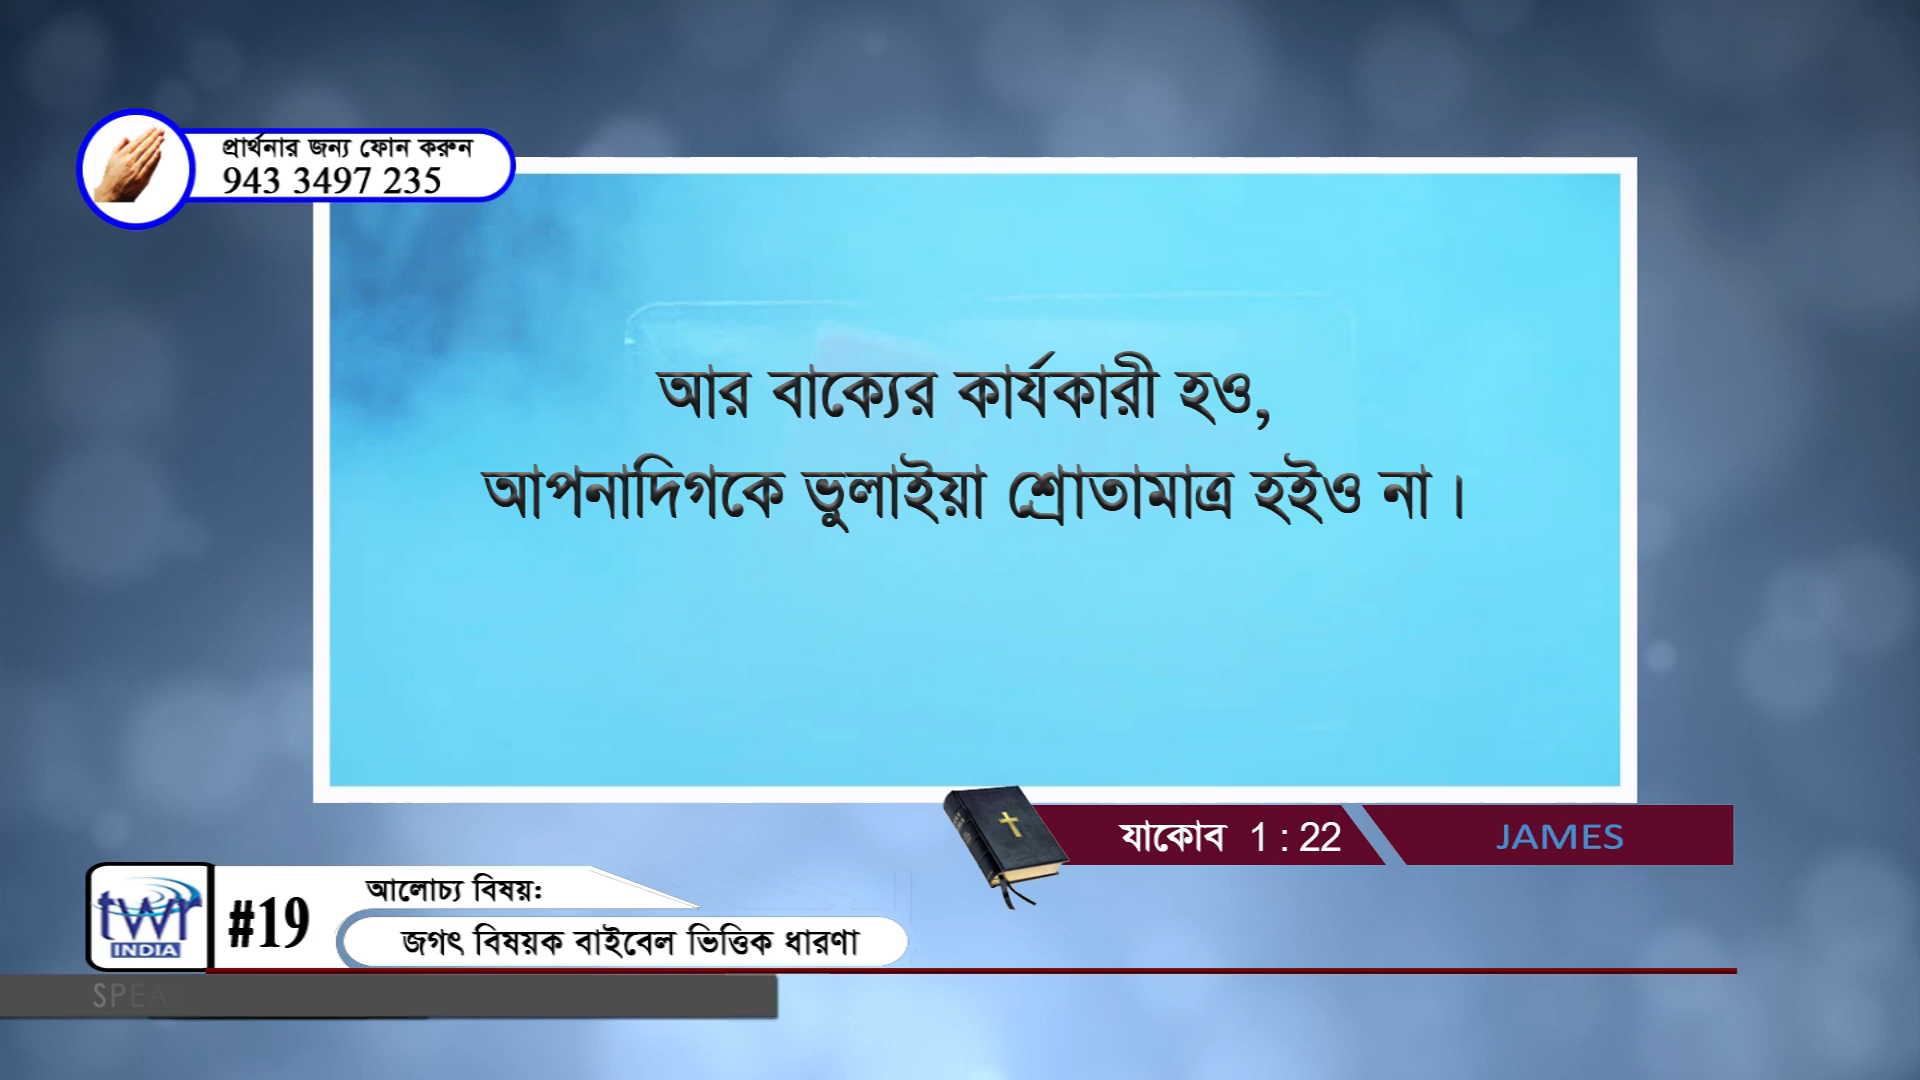 প্রার্থনার জন্য ফোন করুন
943 3497 235
আর বাক্যের কার্যকারী হও,
আপনাদিগকে ভুলাইয়া শ্রোতামাত্র হইও না।
যাকোব 1 : 22
JAMES
twr
INDIA
#19
আলোচ্য বিষয়:
জগৎ বিষয়ক বাইবেল ভিত্তিক ধারণা